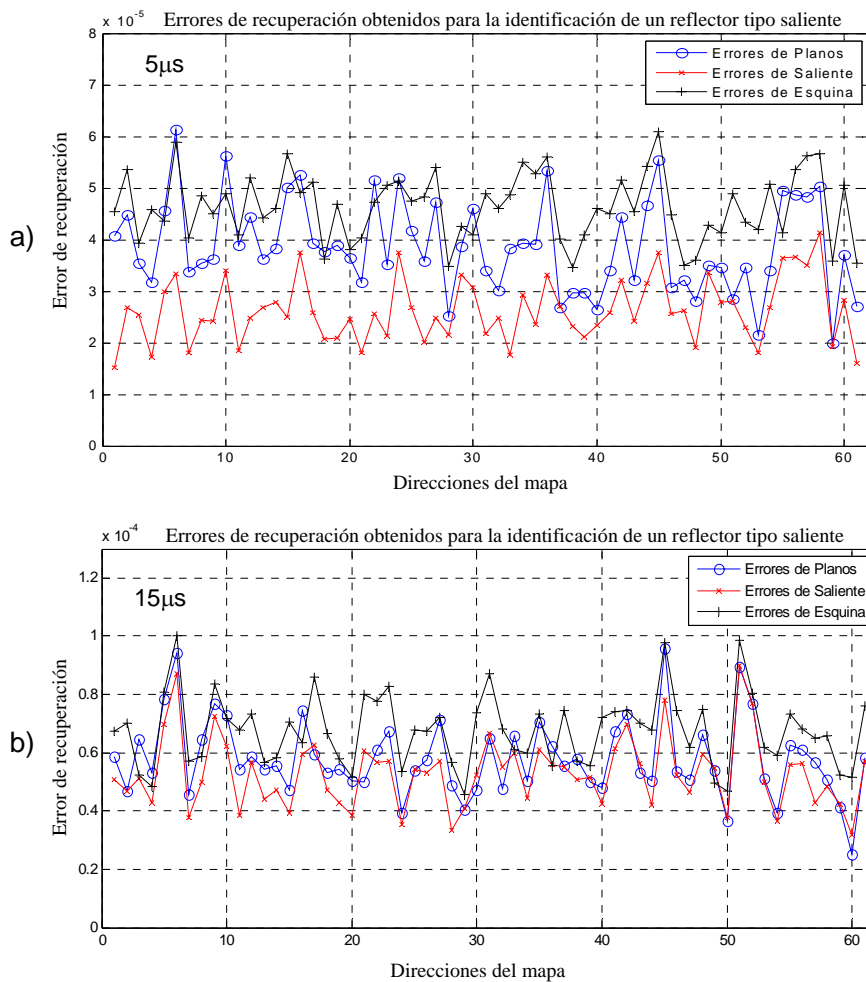 x 10⁻⁵
Errores de recuperación obtenidos para la identificación de un reflector tipo saliente
8
7
6
5
4
3
2
1
0
5μs
Errores de Planos
Errores de Saliente
Errores de Esquina
a)
Error de recuperación
0 10 20 30 40 50 60
Direcciones del mapa
x 10⁻⁴
Errores de recuperación obtenidos para la identificación de un reflector tipo saliente
1.2
1
0.8
0.6
0.4
0.2
0
15μs
Errores de Planos
Errores de Saliente
Errores de Esquina
b)
Error de recuperación
0 10 20 30 40 50 60
Direcciones del mapa